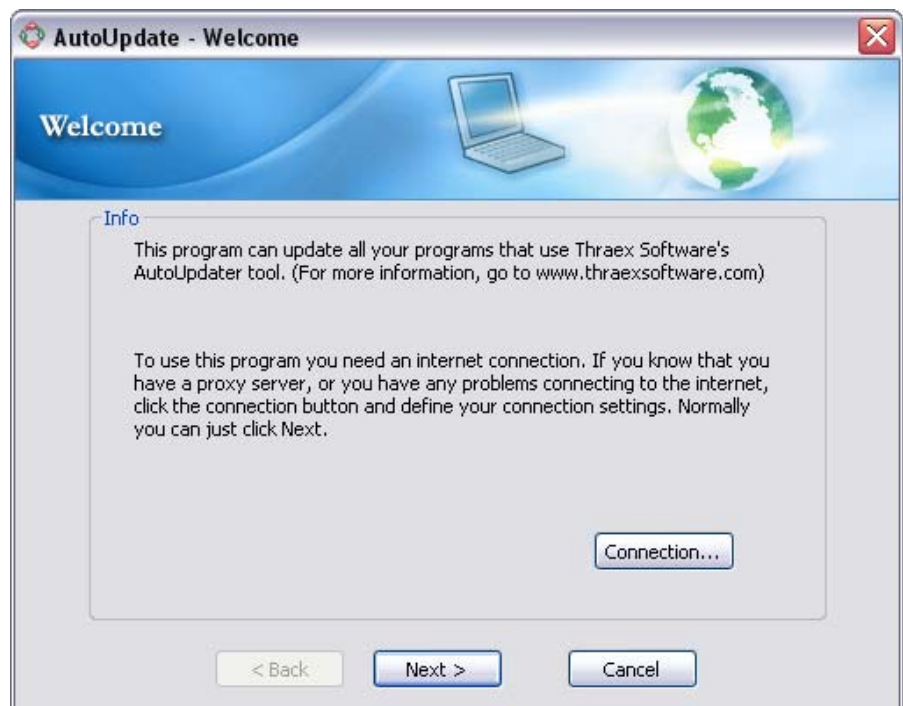 AutoUpdate - Welcome
Welcome
Info
This program can update all your programs that use Thraex Software's
AutoUpdater tool. (For more information, go to www.thraexsoftware.com)
To use this program you need an internet connection. If you know that you
have a proxy server, or you have any problems connecting to the internet,
click the connection button and define your connection settings. Normally
you can just click Next.
Connection...
< Back Next > Cancel